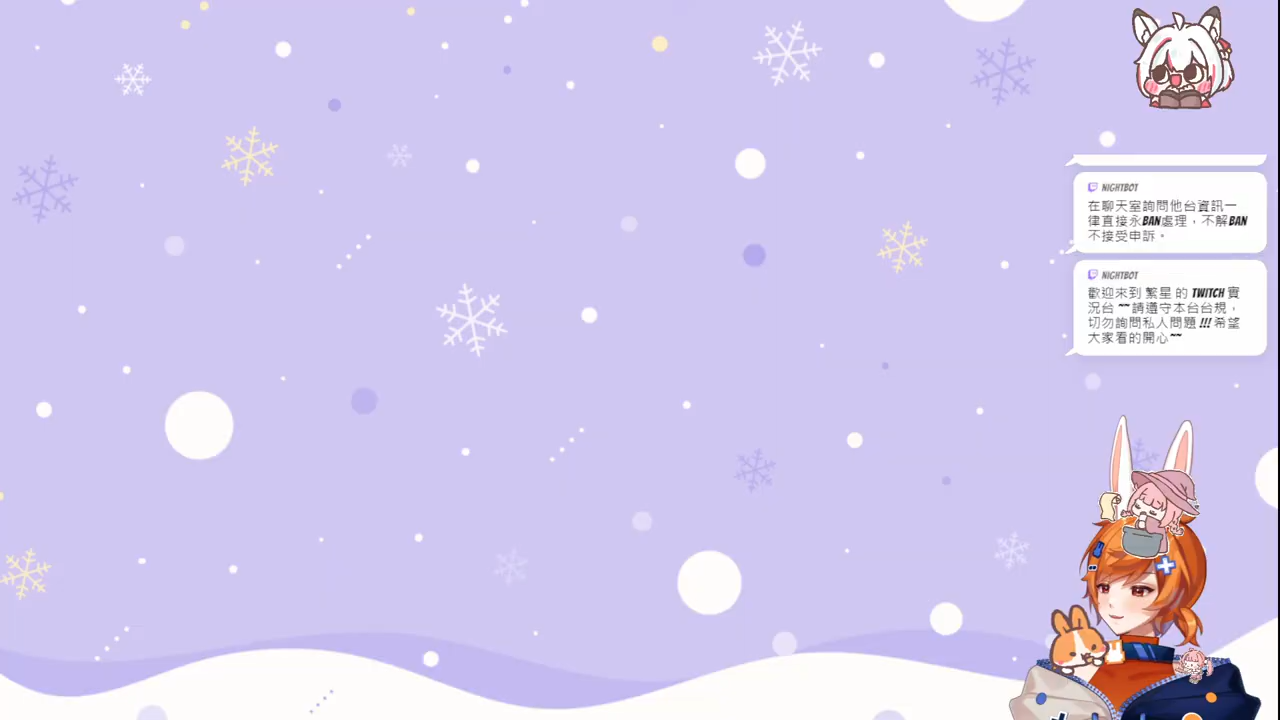 NIGHTBOT
在聊天室詢問他台資訊一
律直接永BAN處理，不解BAN
不接受申訴。
NIGHTBOT
歡迎來到 繁星 的 TWITCH 實
況台 ~~請遵守本台台規，
切勿詢問私人問題 !!! 希望
大家看的開心~~